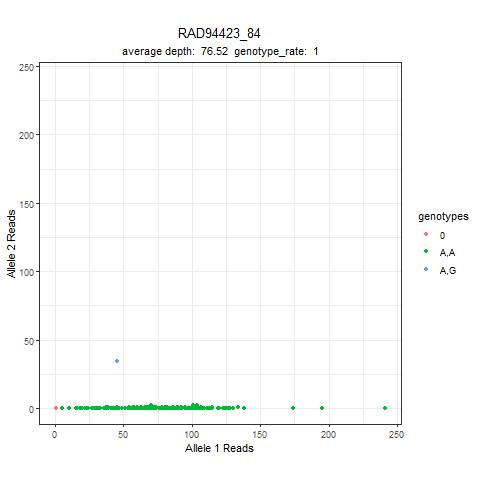 RAD94423_84
average depth: 76.52 genotype_rate: 1
250
200
150
100
50
0
Allele 2 Reads
0 50 100 150 200 250
Allele 1 Reads
genotypes
0
A,A
A,G